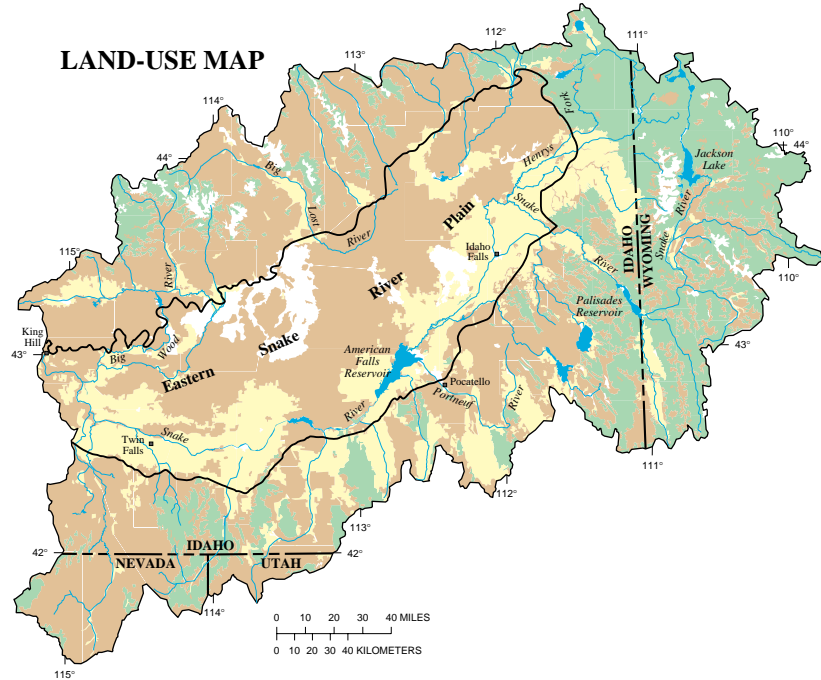 LAND-USE MAP
111°
112°
113°
114°
110°
44°
44°
Fork
Henrys
Jackson
Lake
Big
Lost
River
Snake
Plain
River
Snake
Eastern
Idaho
Falls
River
IDAHO
WYOMING
Snake
River
115°
110°
River
King
Hill
43°
Big
Wood
Palisades
Reservoir
American
Falls
Reservoir
43°
Pocatello
Portneuf
River
River
Snake
Twin
Falls
111°
112°
113°
42°
IDAHO
42°
NEVADA
UTAH
114°
0 10 20 30 40 MILES
0 10 20 30 40 KILOMETERS
115°